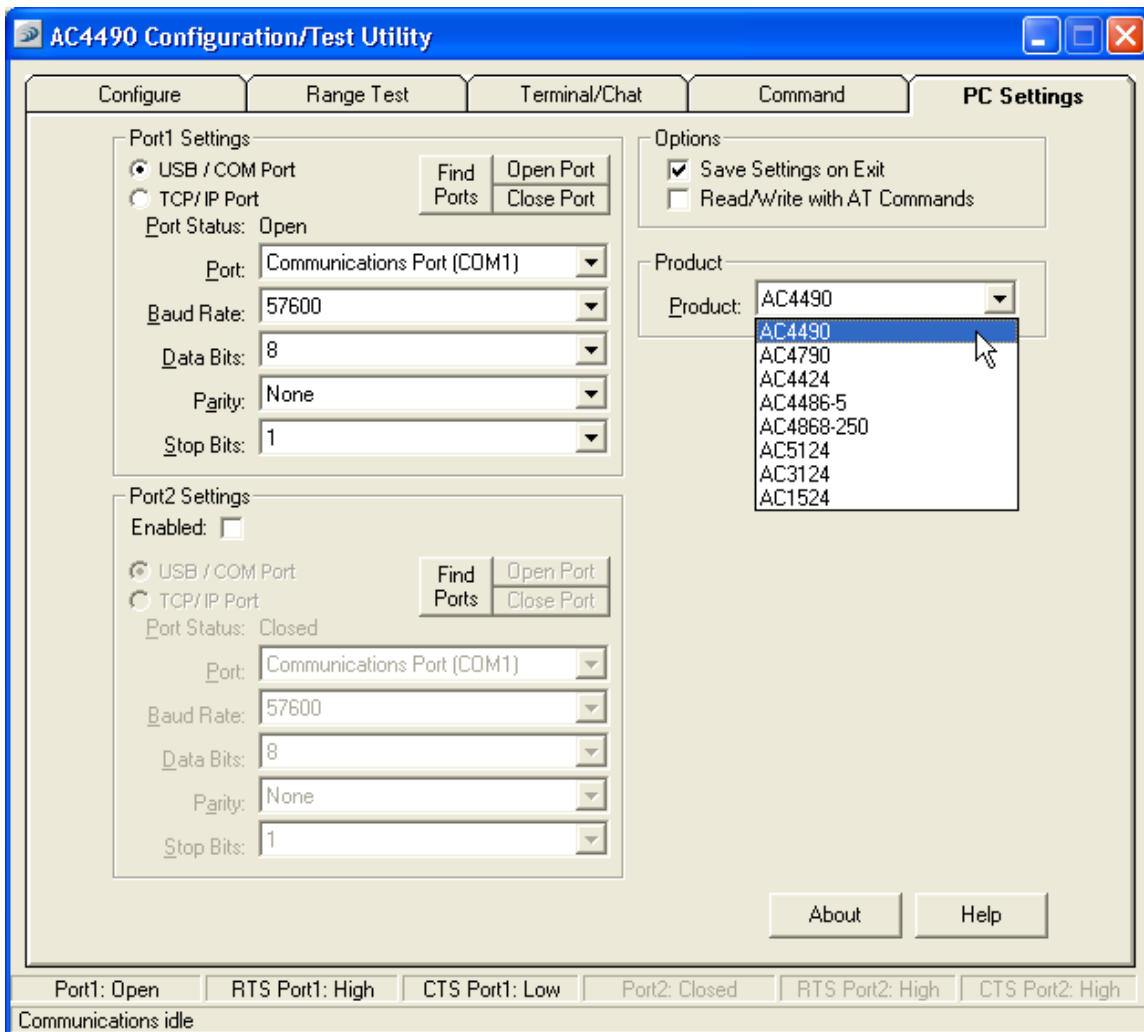 AC4490 Configuration/Test Utility
Configure
Range Test
Terminal/Chat
Command
PC Settings
Port1 Settings
USB / COM Port
TCP/IP Port
Find Ports
Open Port
Close Port
Port Status: Open
Port: Communications Port (COM1)
Baud Rate: 57600
Data Bits: 8
Parity: None
Stop Bits: 1
Port2 Settings
Enabled:
USB / COM Port
TCP/IP Port
Find Ports
Open Port
Close Port
Port Status: Closed
Port: Communications Port (COM1)
Baud Rate: 57600
Data Bits: 8
Parity: None
Stop Bits: 1
Options
Save Settings on Exit
Read/Write with AT Commands
Product
Product: AC4490
AC4490
AC4790
AC4424
AC4486-5
AC4868-250
AC5124
AC3124
AC1524
About
Help
Port1: Open
RTS Port1: High
CTS Port1: Low
Port2: Closed
RTS Port2: High
CTS Port2: High
Communications idle